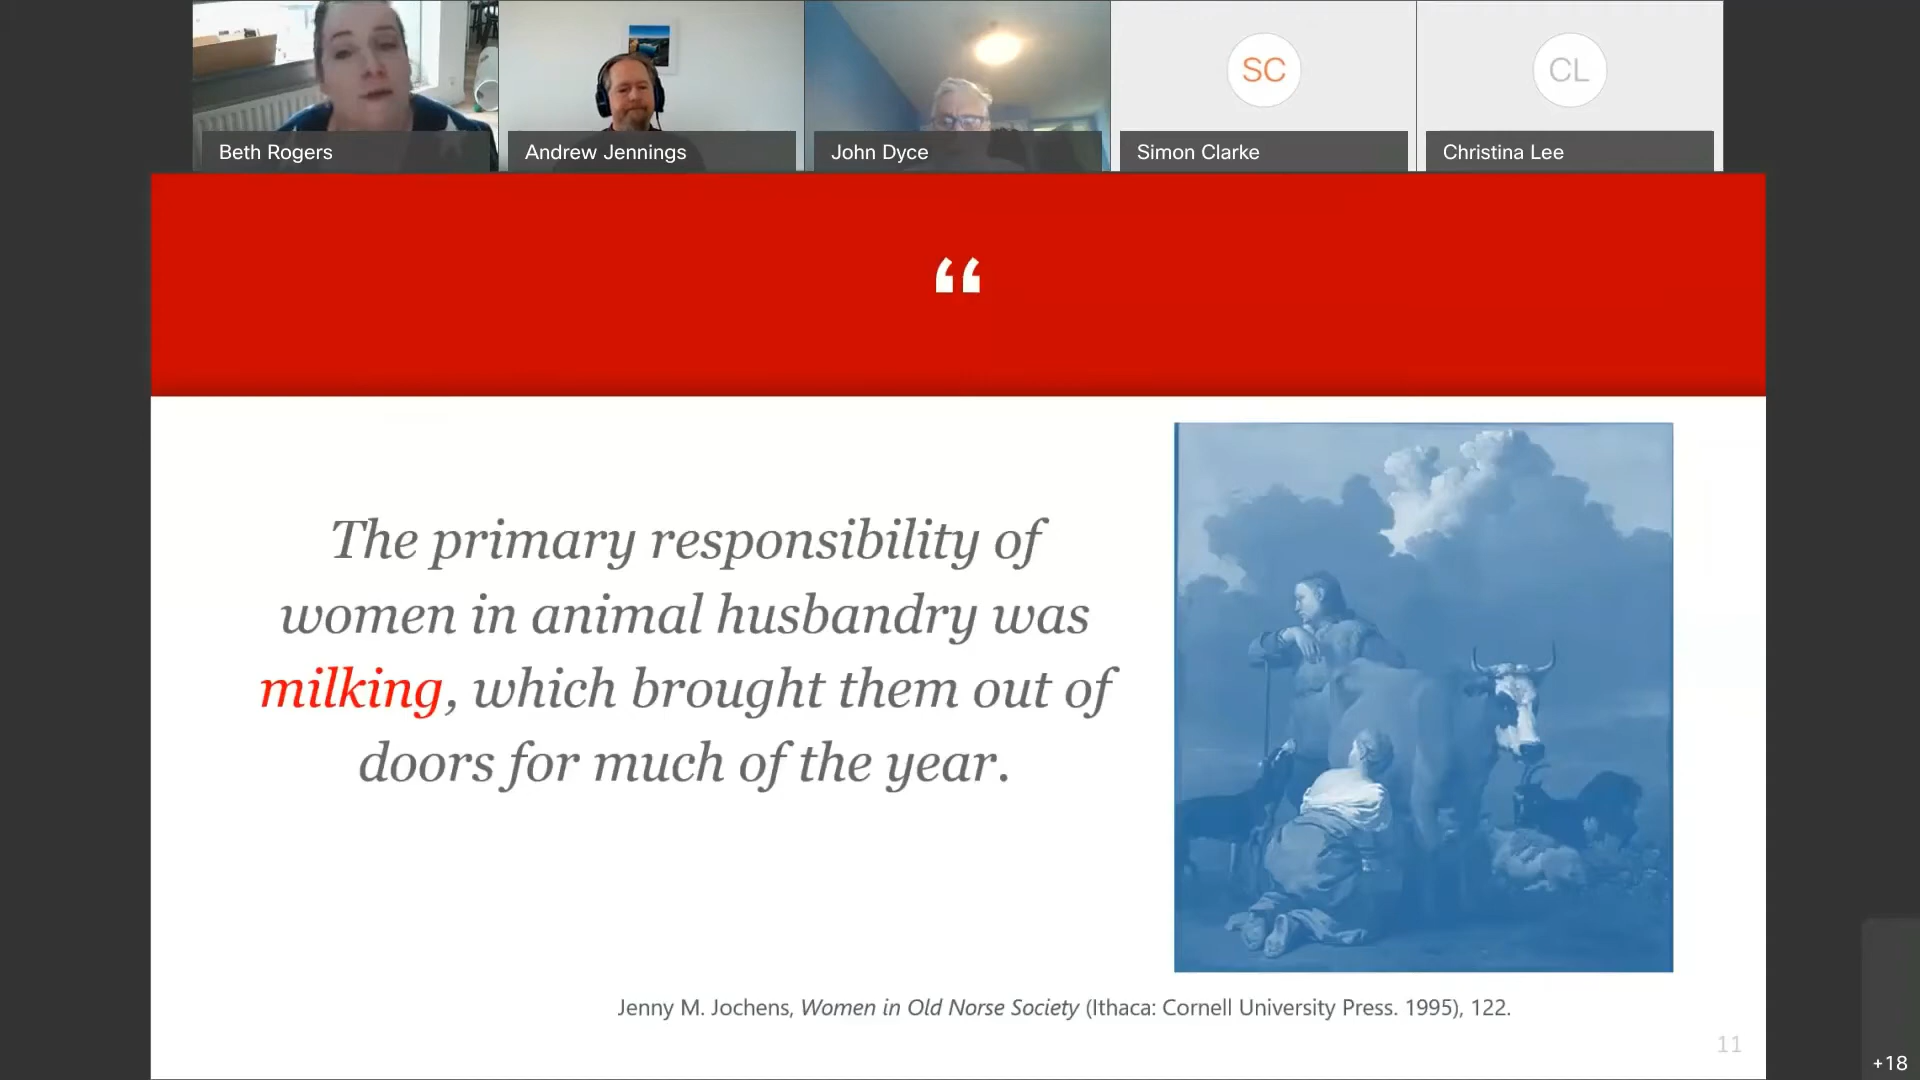 Beth Rogers
Andrew Jennings
John Dyce
SC
Simon Clarke
CL
Christina Lee
“
The primary responsibility of
women in animal husbandry was
milking, which brought them out of
doors for much of the year.
Jenny M. Jochens, Women in Old Norse Society (Ithaca: Cornell University Press. 1995), 122.
11
+18